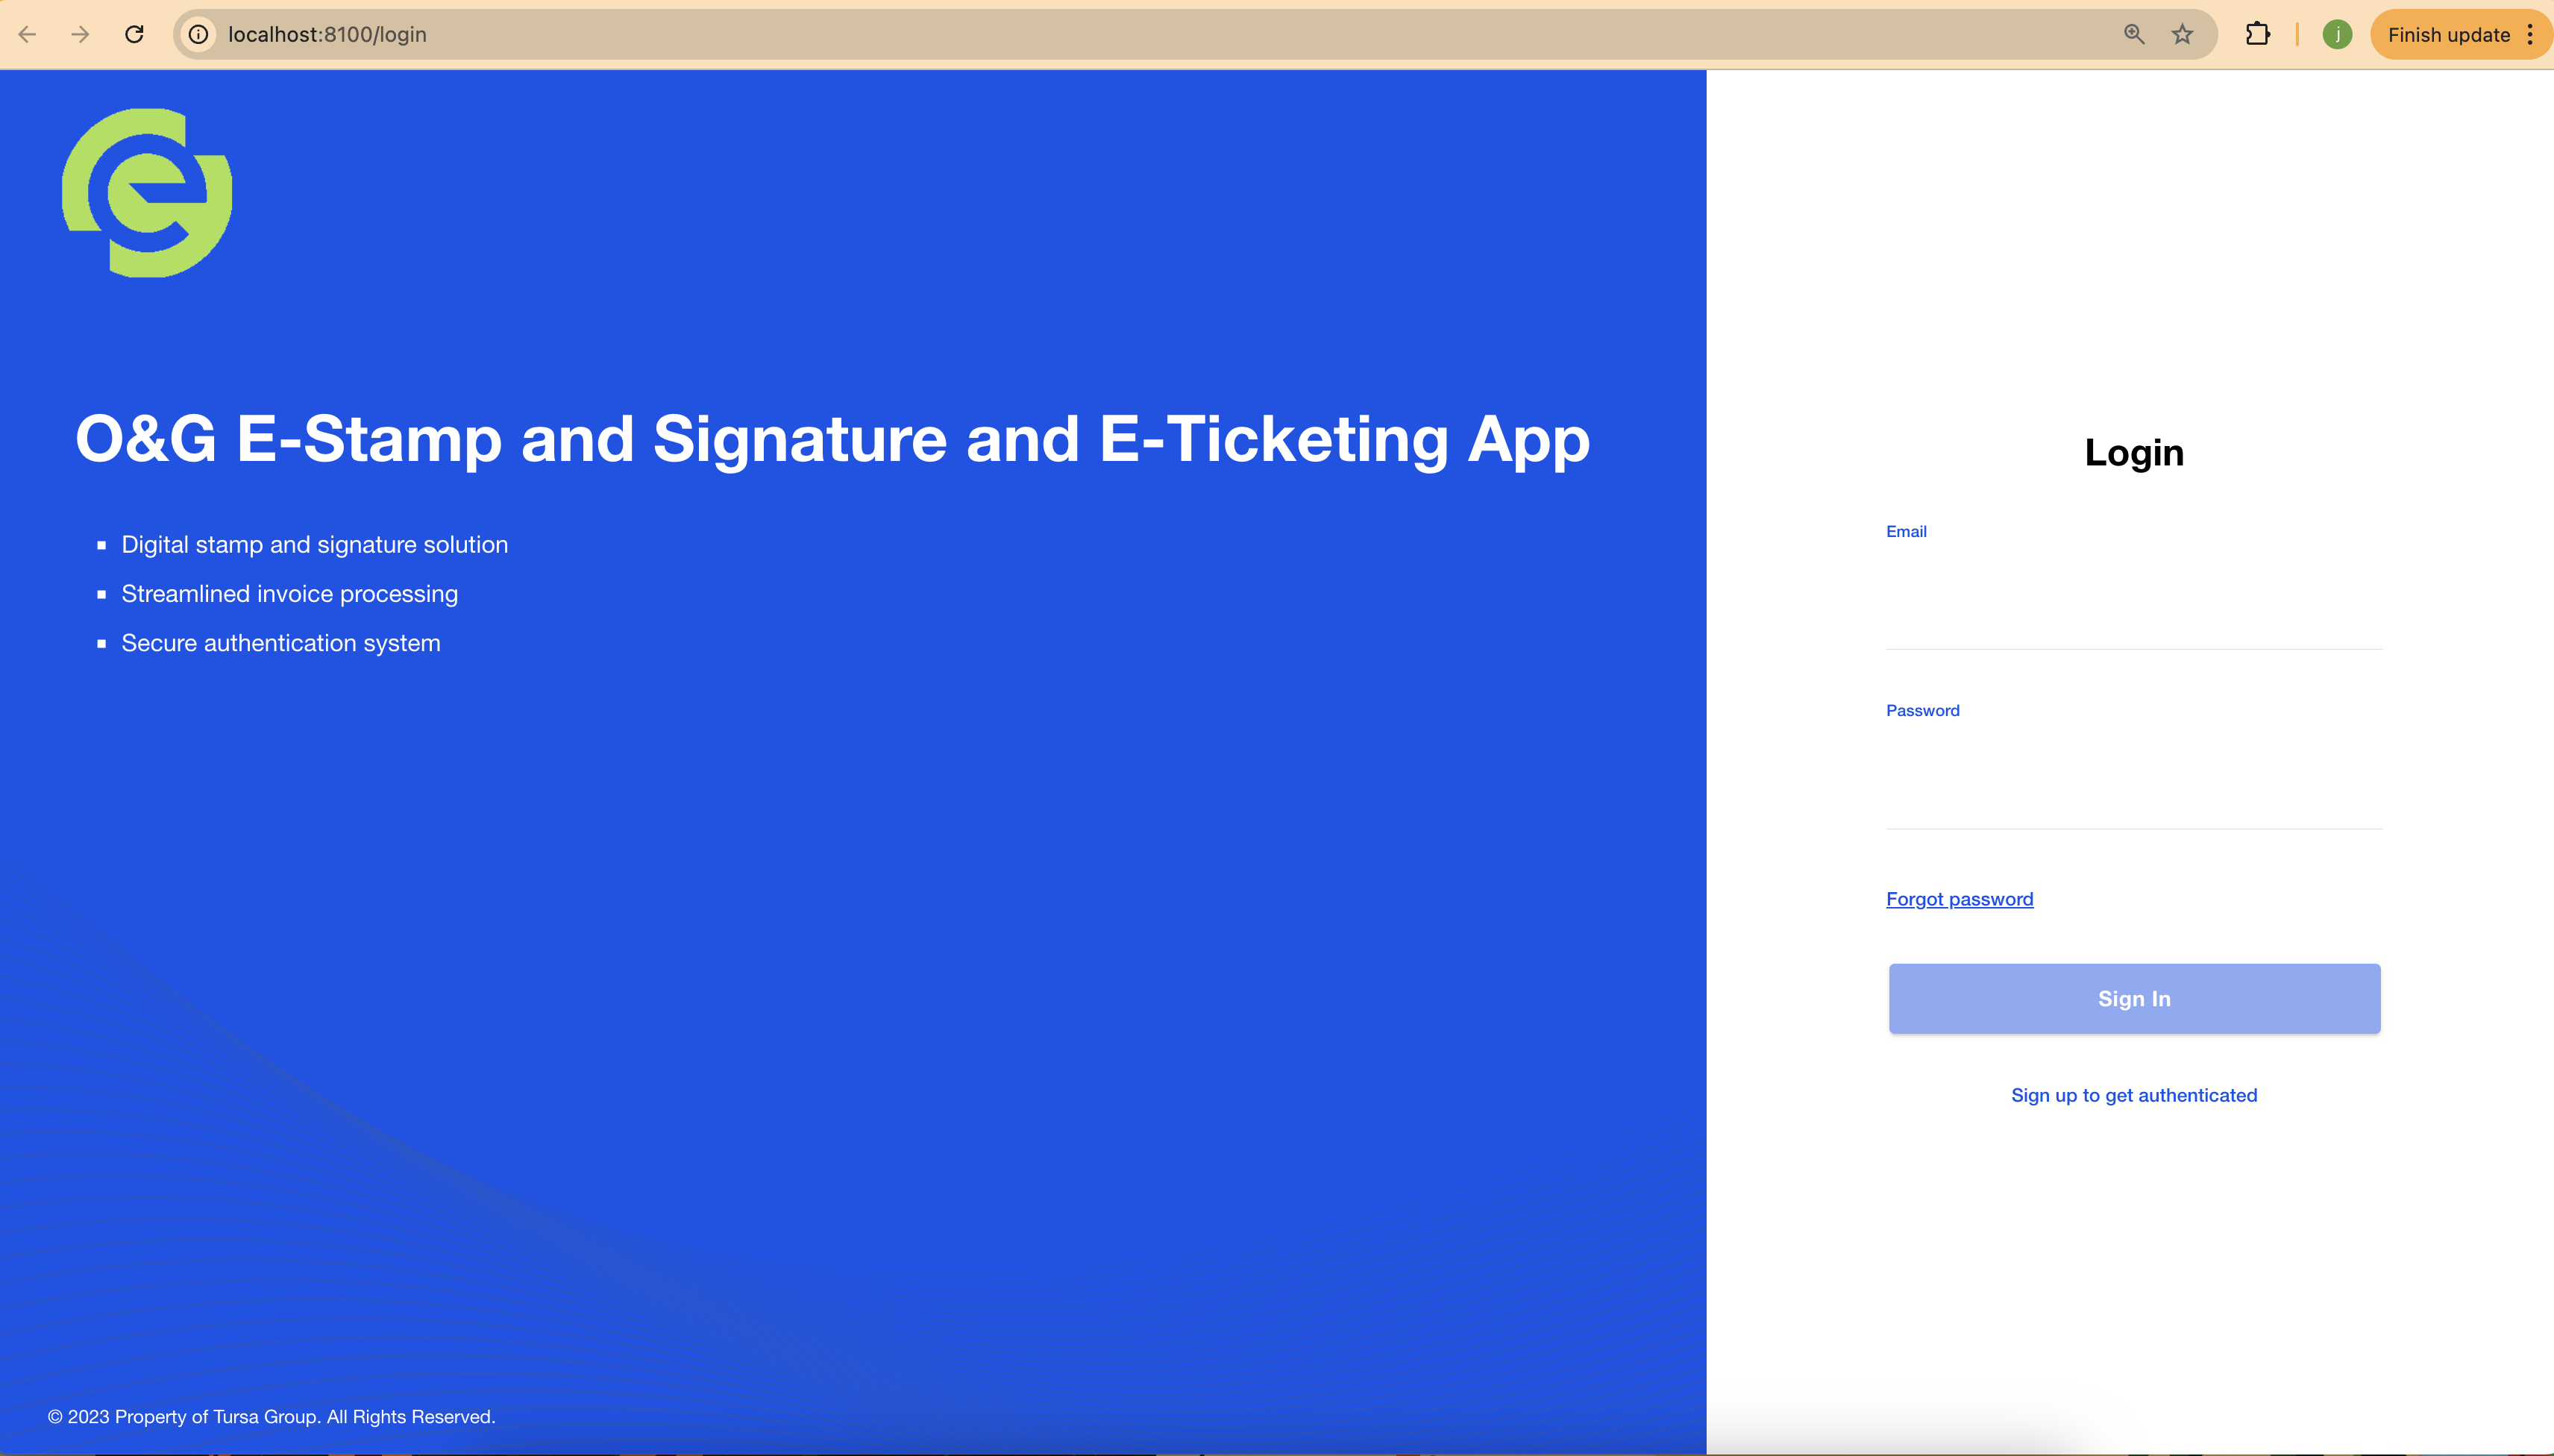 localhost:8100/login
j
Finish update
e
O&G E-Stamp and Signature and E-Ticketing App
Digital stamp and signature solution
Streamlined invoice processing
Secure authentication system
© 2023 Property of Tursa Group. All Rights Reserved.
Login
Email
Password
Forgot password
Sign In
Sign up to get authenticated